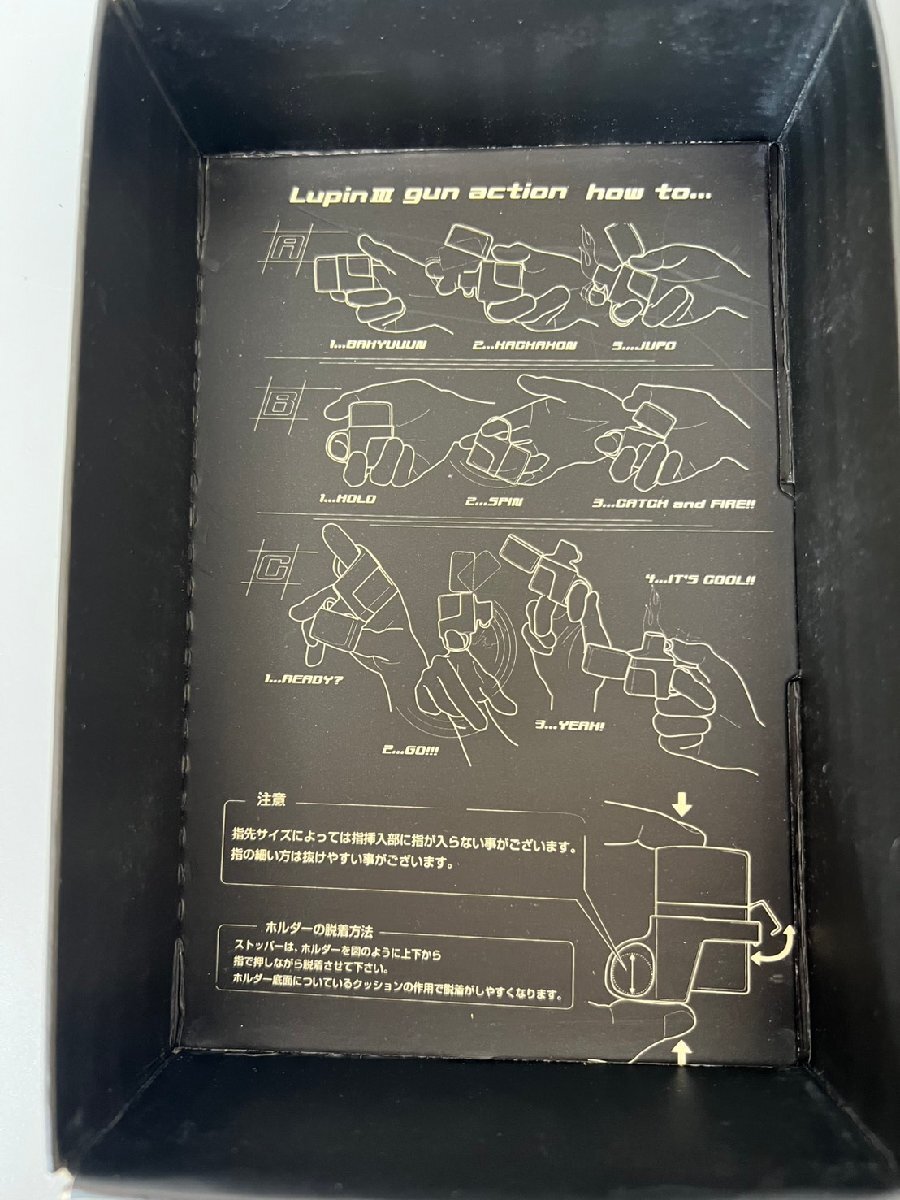 Lupin III gun action how to...
A
1...BAHYUUUN
2...KACHAKON
3....JUPO
B
1...HOLD
2...SPIN
3...CATCH and FIRE!!
C
1...READY?
2...GO!!!
3...YEAH!
4...IT'S COOL!!
注意
指先サイズによっては指挿入部に指が入らない事がございます。
指の細い方は抜けやすい事がございます。
ホルダーの脱着方法
ストッパーは、ホルダーを図のように上下から
指で押しながら脱着させて下さい。
ホルダー底面についているクッションの作用で脱着がしやすくなります。